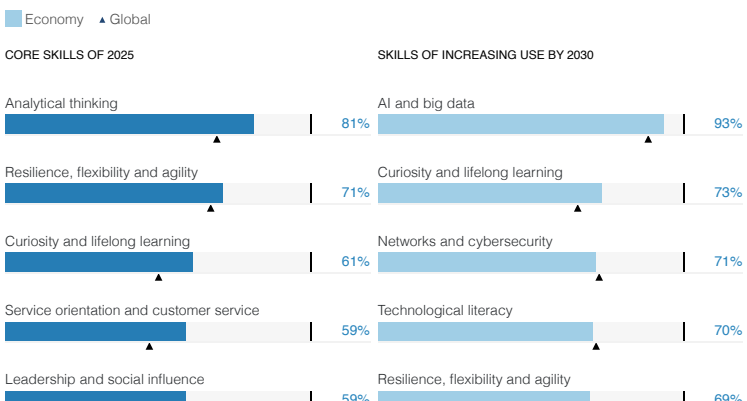 Economy Global
CORE SKILLS OF 2025
Analytical thinking
81%
Resilience, flexibility and agility
71%
Curiosity and lifelong learning
61%
Service orientation and customer service
59%
Leadership and social influence
59%
SKILLS OF INCREASING USE BY 2030
AI and big data
93%
Curiosity and lifelong learning
73%
Networks and cybersecurity
71%
Technological literacy
70%
Resilience, flexibility and agility
69%